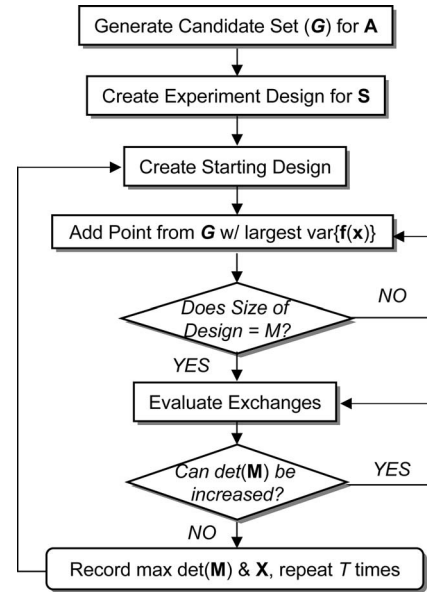 Generate Candidate Set (G) for A
Create Experiment Design for S
Create Starting Design
Add Point from G w/ largest var{f(x)}
Does Size of
Design = M?
NO
YES
Evaluate Exchanges
Can det(M) be
increased?
YES
NO
Record max det(M) & X, repeat T times